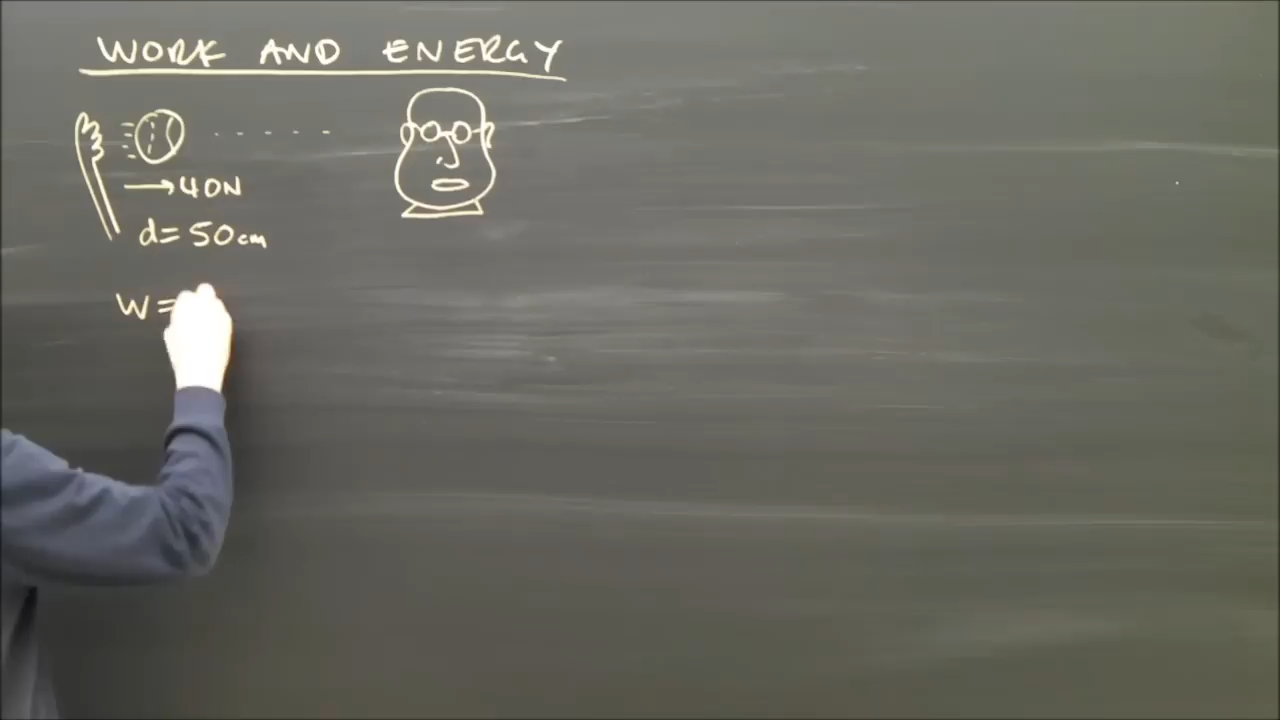 WORK AND ENERGY
→ 40N
d = 50cm
W =